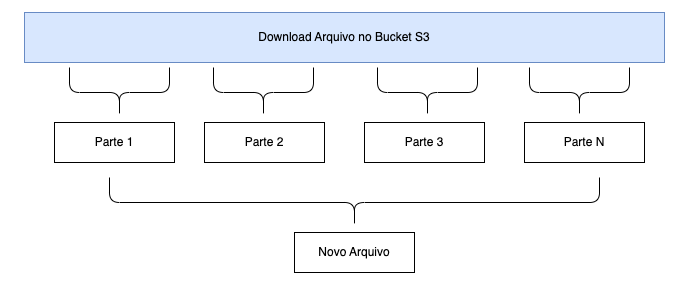 Download Arquivo no Bucket S3
Parte 1
Parte 2
Parte 3
Parte N
Novo Arquivo